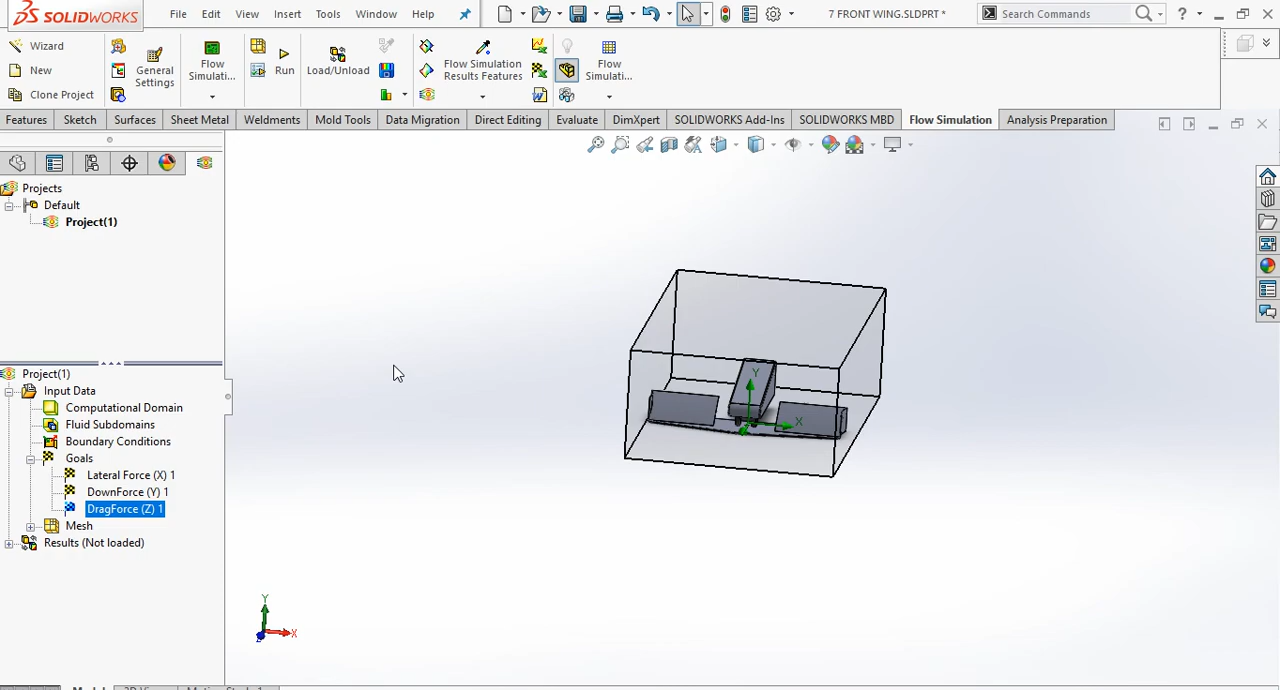 SOLIDWORKS File Edit View Insert Tools Window Help 7 FRONT WING.SLDPRT * Search Commands ?
Wizard
New
Clone Project
General Settings
Flow Simulati...
Run
Load/Unload
Flow Simulation Results Features
Flow Simulati...
Features Sketch Surfaces Sheet Metal Weldments Mold Tools Data Migration Direct Editing Evaluate DimXpert SOLIDWORKS Add-Ins SOLIDWORKS MBD Flow Simulation Analysis Preparation
Projects
Default
Project(1)
Project(1)
Input Data
Computational Domain
Fluid Subdomains
Boundary Conditions
Goals
Lateral Force (X) 1
DownForce (Y) 1
DragForce (Z) 1
Mesh
Results (Not loaded)
Y
X
Y
X